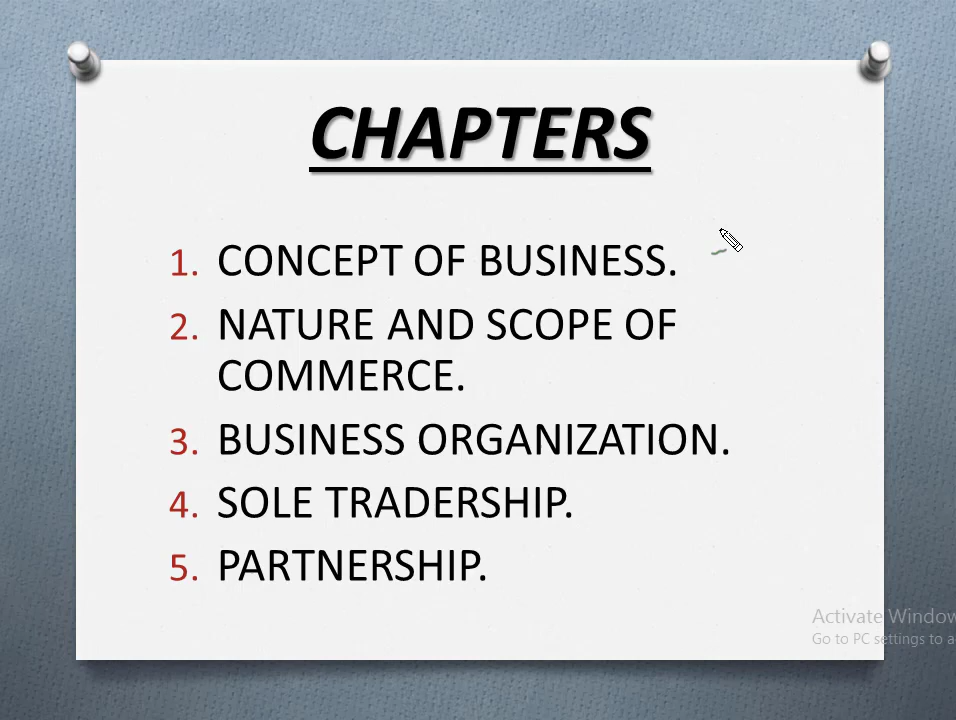 CHAPTERS
1. CONCEPT OF BUSINESS.
2. NATURE AND SCOPE OF
COMMERCE.
3. BUSINESS ORGANIZATION.
4. SOLE TRADERSHIP.
5. PARTNERSHIP.
Activate Window
Go to PC settings to a